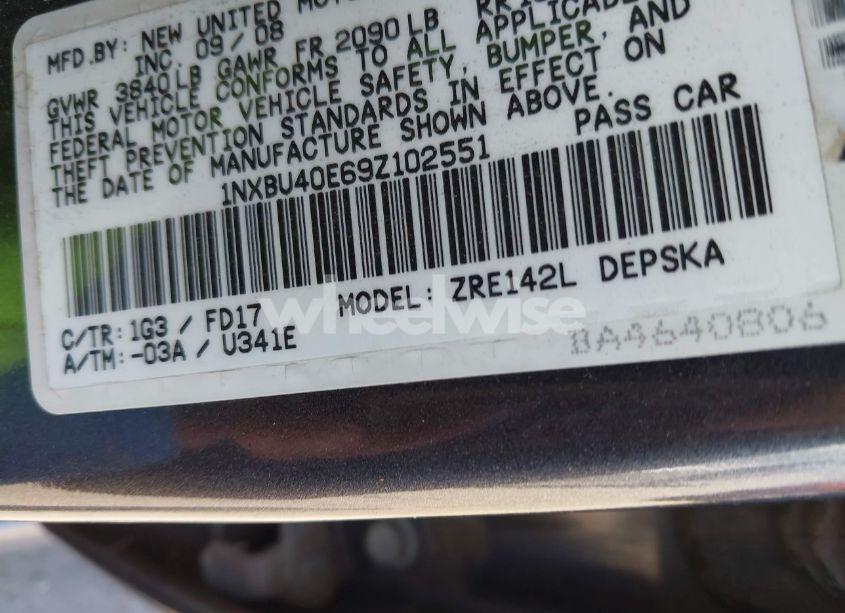 MFD.BY: NEW UNITED
INC. 09/08
GVWR 3840LB GAWR FR 2090LB
THIS VEHICLE CONFORMS TO ALL APPLICABLE
FEDERAL MOTOR VEHICLE SAFETY, BUMPER, AND
THEFT PREVENTION STANDARDS IN EFFECT ON
THE DATE OF MANUFACTURE SHOWN ABOVE.
1NXBU40E69Z102551 PASS CAR
C/TR: 1G3 / FD17 MODEL: ZRE142L DEPSKA
A/TM: -03A / U341E
BA4640806
wheelwise